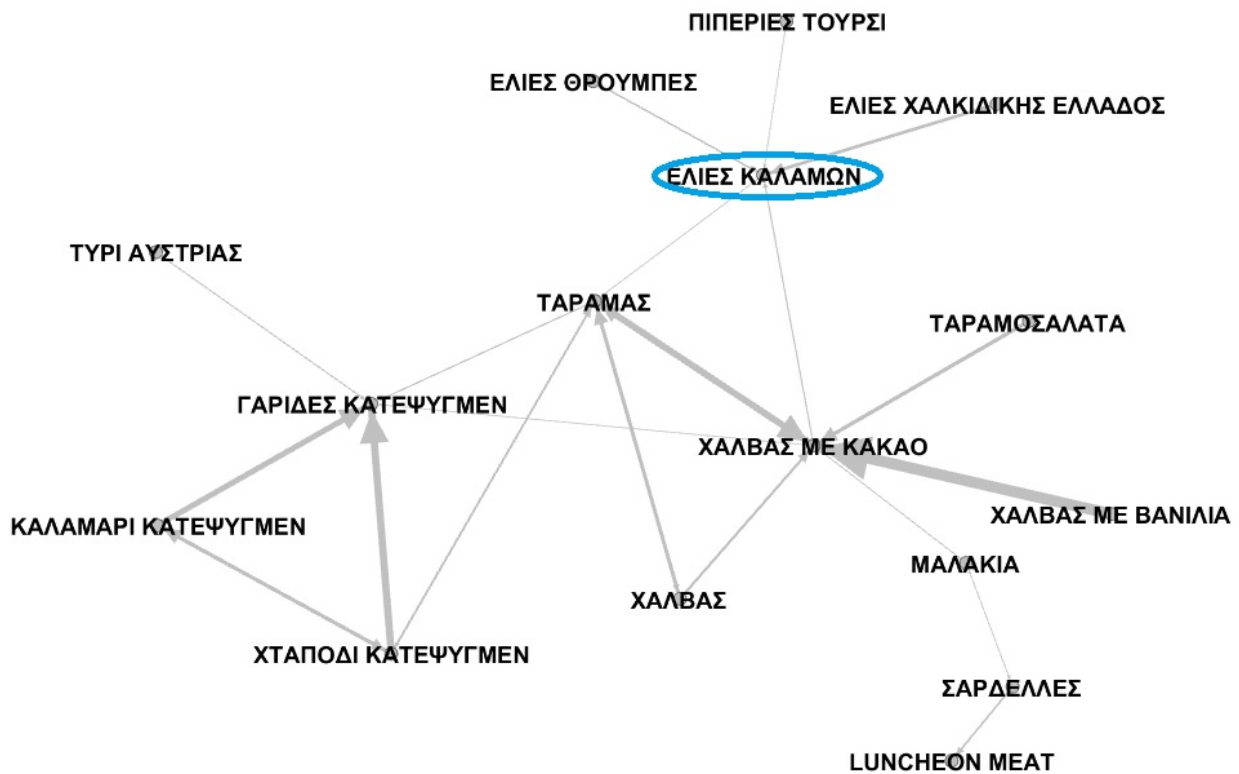 ΠΙΠΕΡΙΕΣ ΤΟΥΡΣΙ
ΕΛΙΕΣ ΘΡΟΥΜΠΕΣ
ΕΛΙΕΣ ΧΑΛΚΙΔΙΚΗΣ ΕΛΛΑΔΟΣ
ΕΛΙΕΣ ΚΑΛΑΜΩΝ
ΤΥΡΙ ΑΥΣΤΡΙΑΣ
ΤΑΡΑΜΑΣ
ΤΑΡΑΜΟΣΑΛΑΤΑ
ΓΑΡΙΔΕΣ ΚΑΤΕΨΥΓΜΕΝ
ΧΑΛΒΑΣ ΜΕ ΚΑΚΑΟ
ΚΑΛΑΜΑΡΙ ΚΑΤΕΨΥΓΜΕΝ
ΧΑΛΒΑΣ ΜΕ ΒΑΝΙΛΙΑ
ΜΑΛΑΚΙΑ
ΧΑΛΒΑΣ
ΧΤΑΠΟΔΙ ΚΑΤΕΨΥΓΜΕΝ
ΣΑΡΔΕΛΛΕΣ
LUNCHEON MEAT